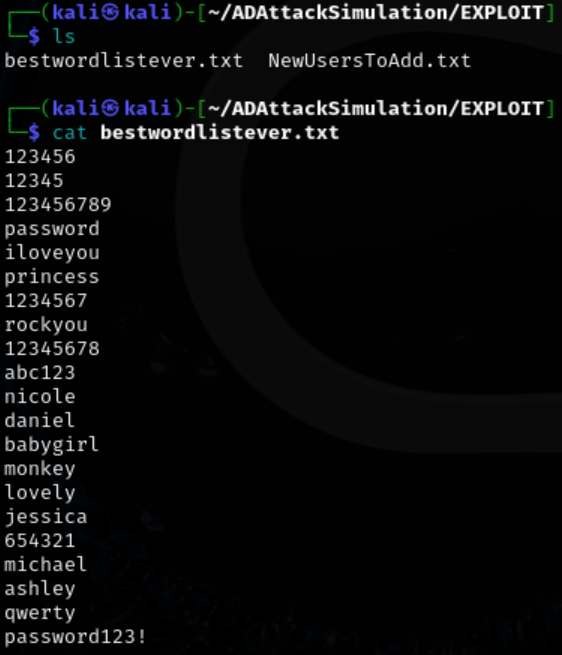 ┌──(kali㉿kali)-[~/ADAttackSimulation/EXPLOIT]
└─$ ls
bestwordlistever.txt  NewUsersToAdd.txt
┌──(kali㉿kali)-[~/ADAttackSimulation/EXPLOIT]
└─$ cat bestwordlistever.txt
123456
12345
123456789
password
iloveyou
princess
1234567
rockyou
12345678
abc123
nicole
daniel
babygirl
monkey
lovely
jessica
654321
michael
ashley
qwerty
password123!